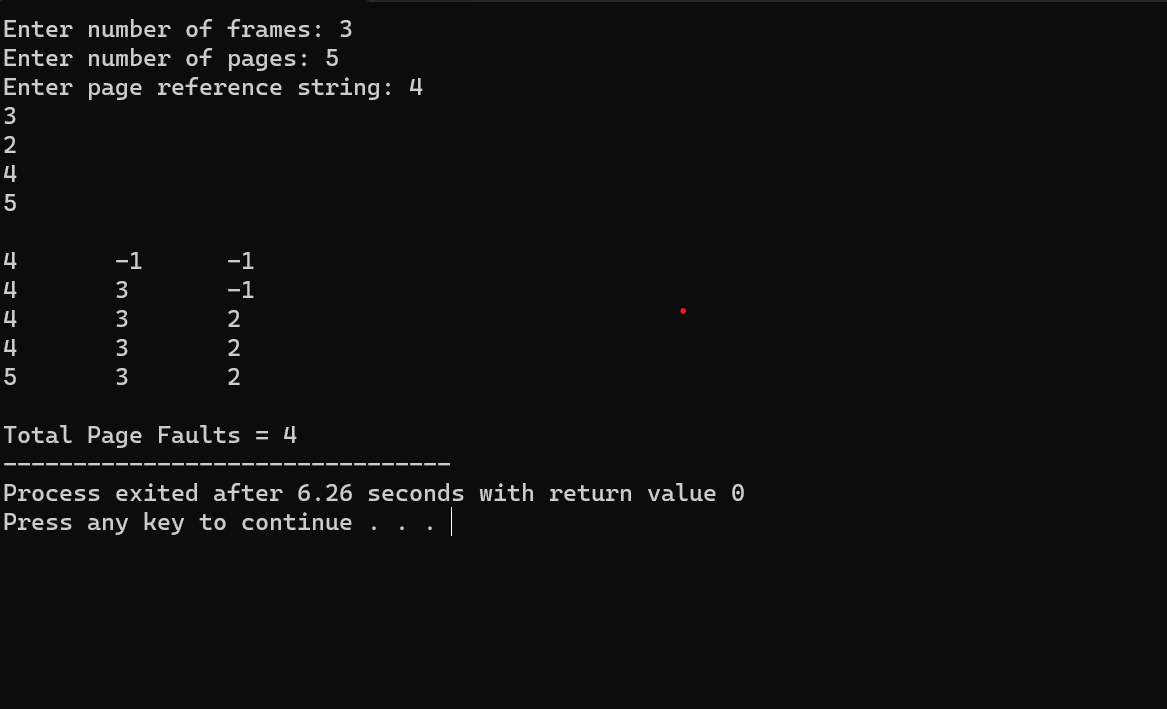 Enter number of frames: 3
Enter number of pages: 5
Enter page reference string: 4
3
2
4
5
4 -1 -1
4 3 -1
4 3 2
4 3 2
5 3 2
Total Page Faults = 4
--------------------------------
Process exited after 6.26 seconds with return value 0
Press any key to continue . . .